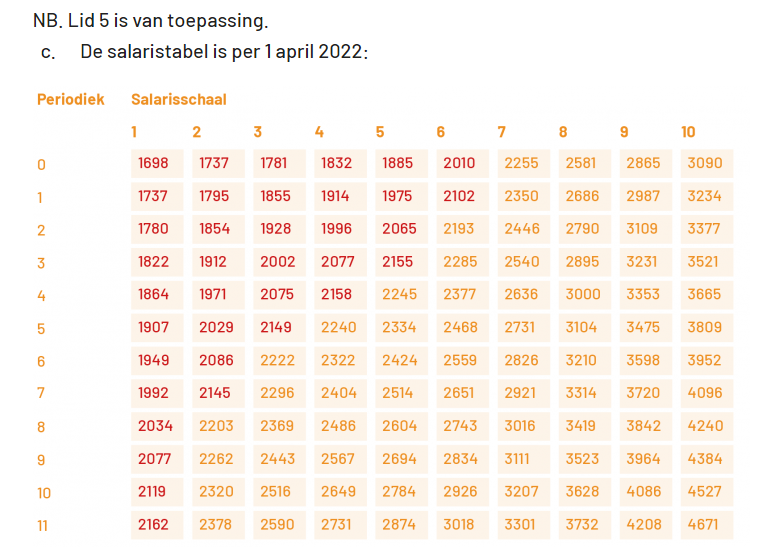 NB. Lid 5 is van toepassing.
c. De salaristabel is per 1 april 2022:
Periodiek Salarisschaal
1 2 3 4 5 6 7 8 9 10
0 1698 1737 1781 1832 1885 2010 2255 2581 2865 3090
1 1737 1795 1855 1914 1975 2102 2350 2686 2987 3234
2 1780 1854 1928 1996 2065 2193 2446 2790 3109 3377
3 1822 1912 2002 2077 2155 2285 2540 2895 3231 3521
4 1864 1971 2075 2158 2245 2377 2636 3000 3353 3665
5 1907 2029 2149 2240 2334 2468 2731 3104 3475 3809
6 1949 2086 2222 2322 2424 2559 2826 3210 3598 3952
7 1992 2145 2296 2404 2514 2651 2921 3314 3720 4096
8 2034 2203 2369 2486 2604 2743 3016 3419 3842 4240
9 2077 2262 2443 2567 2694 2834 3111 3523 3964 4384
10 2119 2320 2516 2649 2784 2926 3207 3628 4086 4527
11 2162 2378 2590 2731 2874 3018 3301 3732 4208 4671